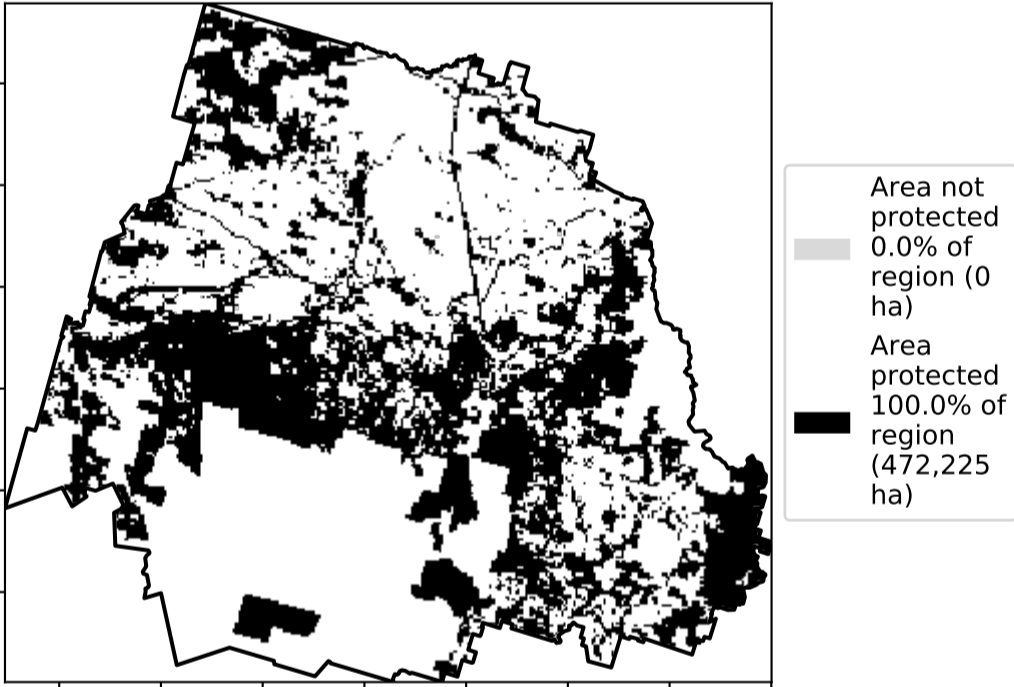 Area not
protected
0.0% of
region (0
ha)
Area
protected
100.0% of
region
(472,225
ha)